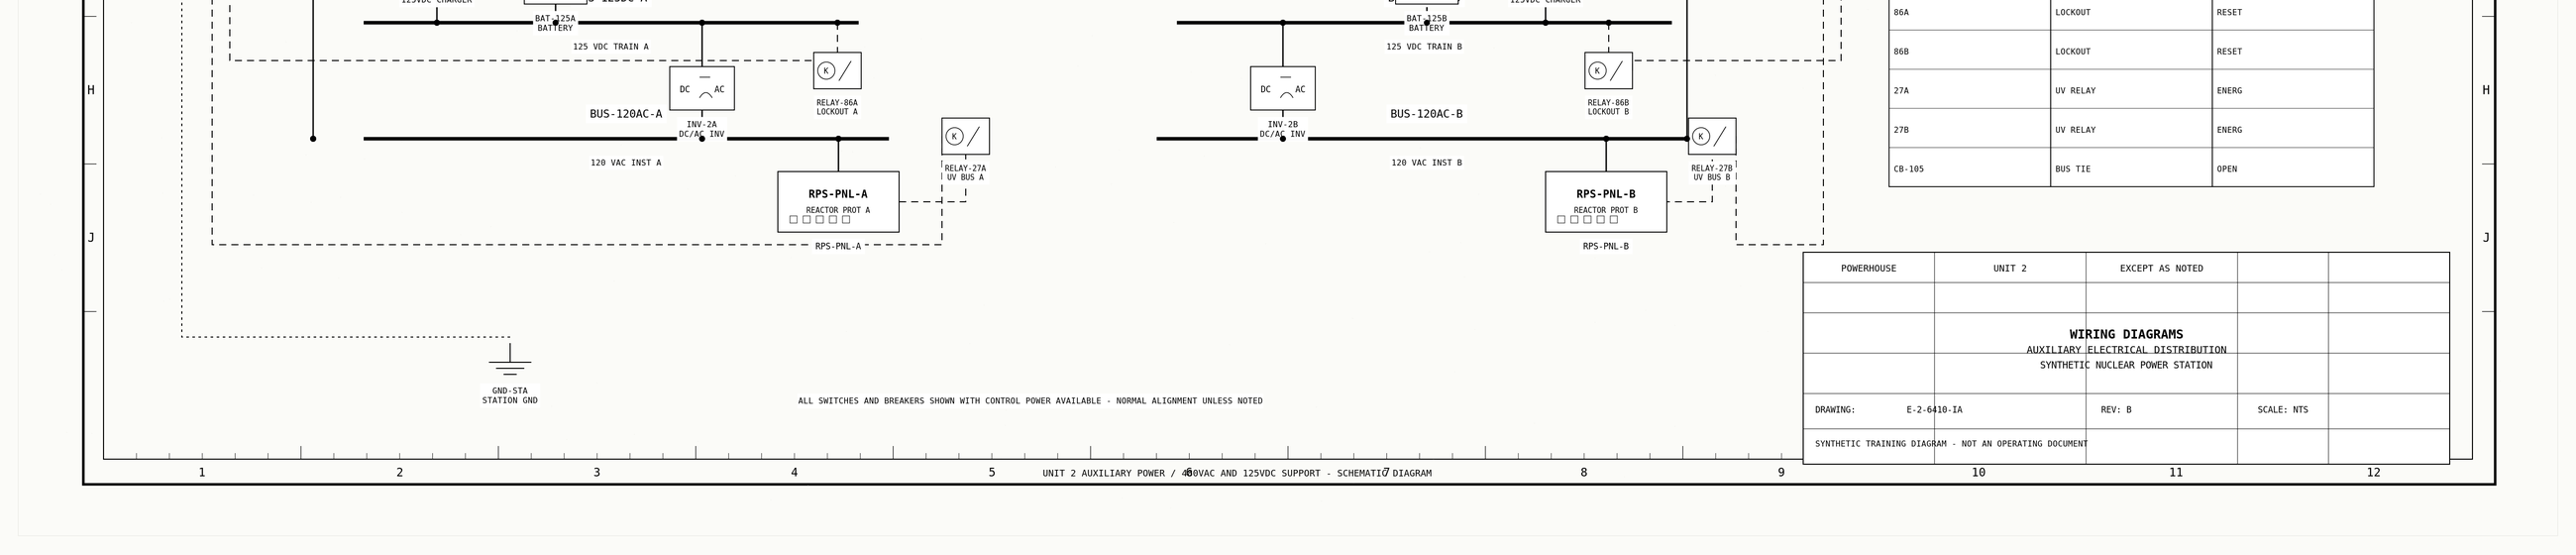 125VDC CHARGER
BAT-125A
BATTERY
125 VDC TRAIN A
K
RELAY-86A
LOCKOUT A
DC AC
INV-2A
DC/AC INV
BUS-120AC-A
120 VAC INST A
K
RELAY-27A
UV BUS A
RPS-PNL-A
REACTOR PROT A
RPS-PNL-A
125VDC CHARGER
BAT-125B
BATTERY
125 VDC TRAIN B
K
RELAY-86B
LOCKOUT B
DC AC
INV-2B
DC/AC INV
BUS-120AC-B
120 VAC INST B
K
RELAY-27B
UV BUS B
RPS-PNL-B
REACTOR PROT B
RPS-PNL-B
86A LOCKOUT RESET
86B LOCKOUT RESET
27A UV RELAY ENERG
27B UV RELAY ENERG
CB-105 BUS TIE OPEN
H H
J J
GND-STA
STATION GND
ALL SWITCHES AND BREAKERS SHOWN WITH CONTROL POWER AVAILABLE - NORMAL ALIGNMENT UNLESS NOTED
POWERHOUSE UNIT 2 EXCEPT AS NOTED
WIRING DIAGRAMS
AUXILIARY ELECTRICAL DISTRIBUTION
SYNTHETIC NUCLEAR POWER STATION
DRAWING: E-2-6410-IA REV: B SCALE: NTS
SYNTHETIC TRAINING DIAGRAM - NOT AN OPERATING DOCUMENT
1 2 3 4 5 6 7 8 9 10 11 12
UNIT 2 AUXILIARY POWER / 480VAC AND 125VDC SUPPORT - SCHEMATIC DIAGRAM